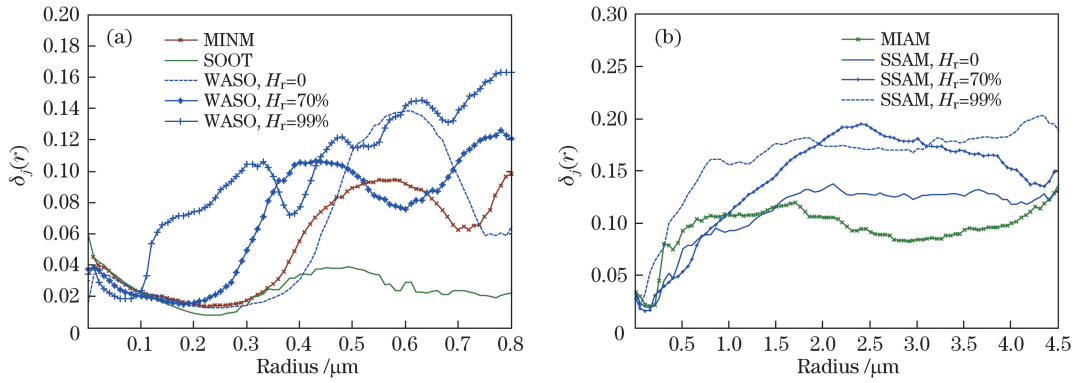 (a)
MINM
SOOT
WASO, Hr=0
WASO, Hr=70%
WASO, Hr=99%
0.20
0.18
0.16
0.14
0.12
0.10
0.08
0.06
0.04
0.02
0
δj(r)
0.1 0.2 0.3 0.4 0.5 0.6 0.7 0.8
Radius /μm
(b)
MIAM
SSAM, Hr=0
SSAM, Hr=70%
SSAM, Hr=99%
0.30
0.25
0.20
0.15
0.10
0.05
0
δj(r)
0.5 1.0 1.5 2.0 2.5 3.0 3.5 4.0 4.5
Radius /μm